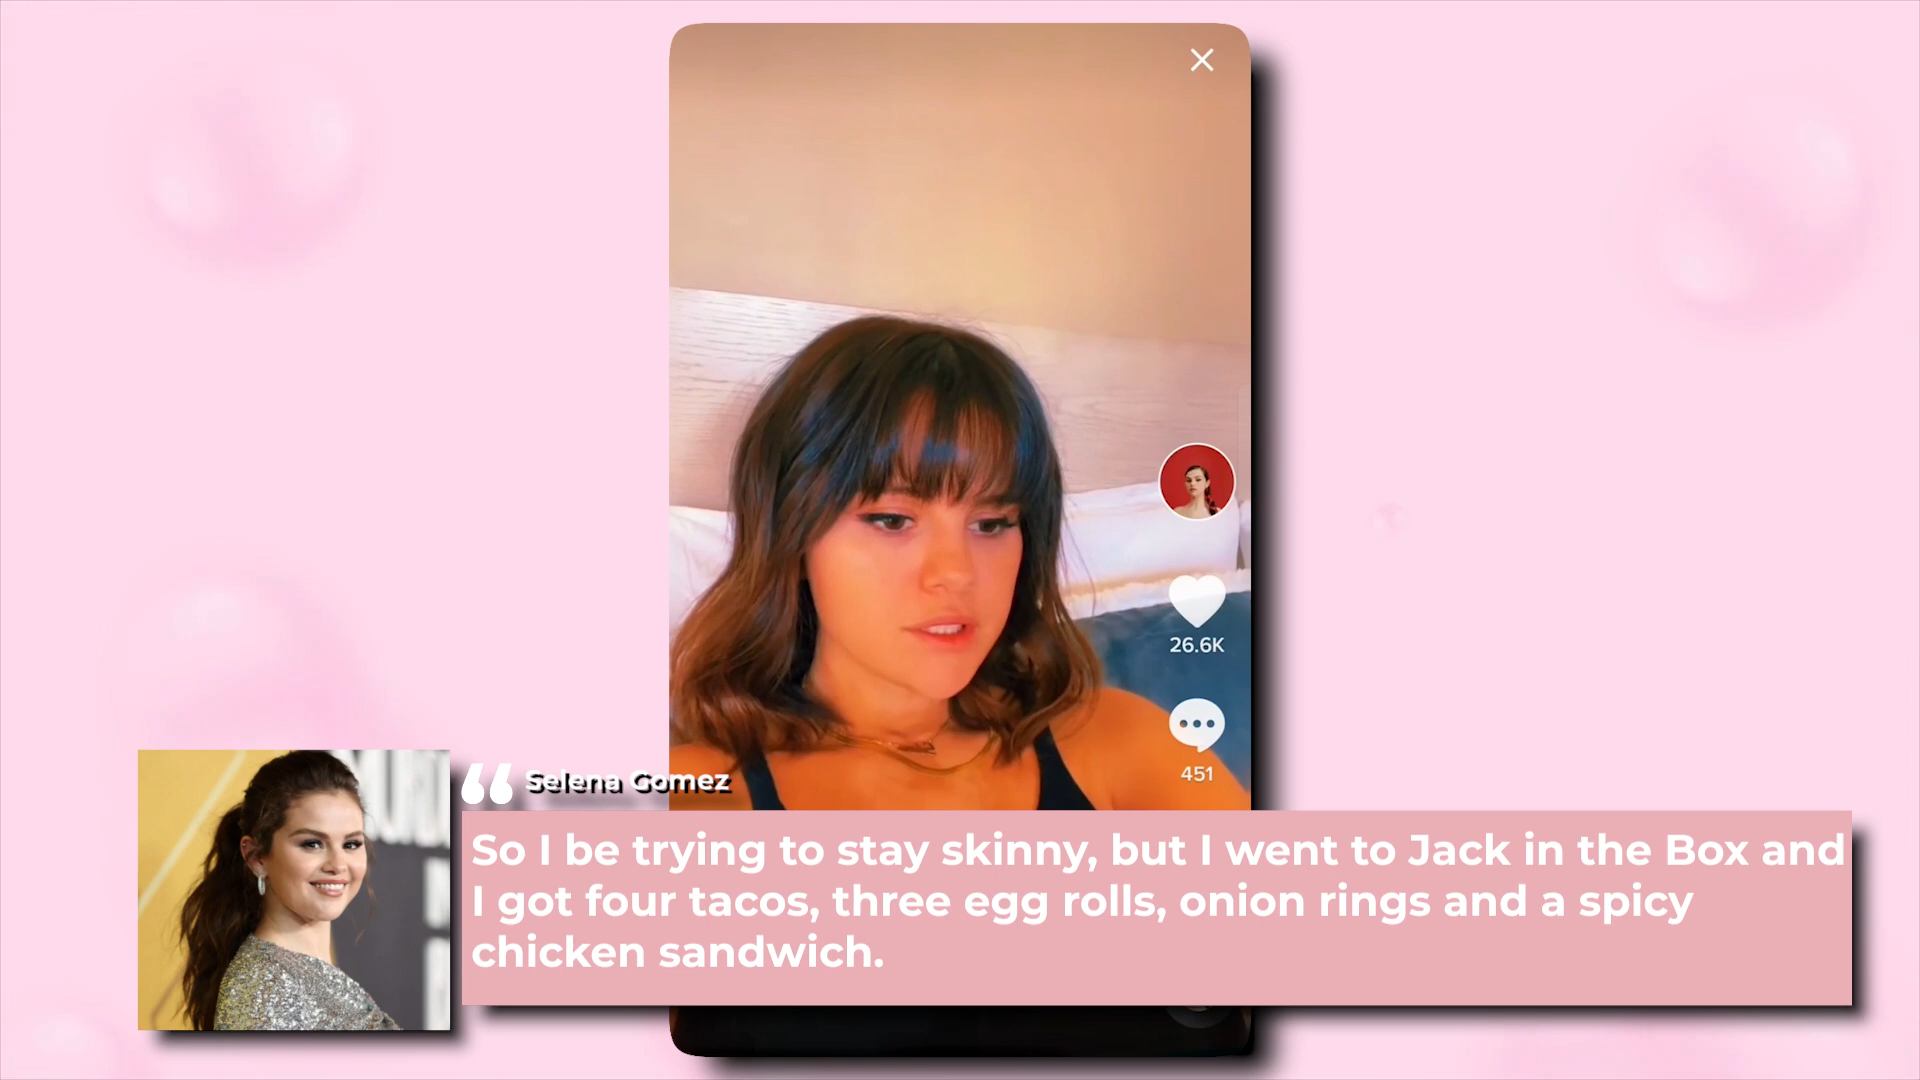 26.6K
451
Selena Gomez
So I be trying to stay skinny, but I went to Jack in the Box and
I got four tacos, three egg rolls, onion rings and a spicy
chicken sandwich.